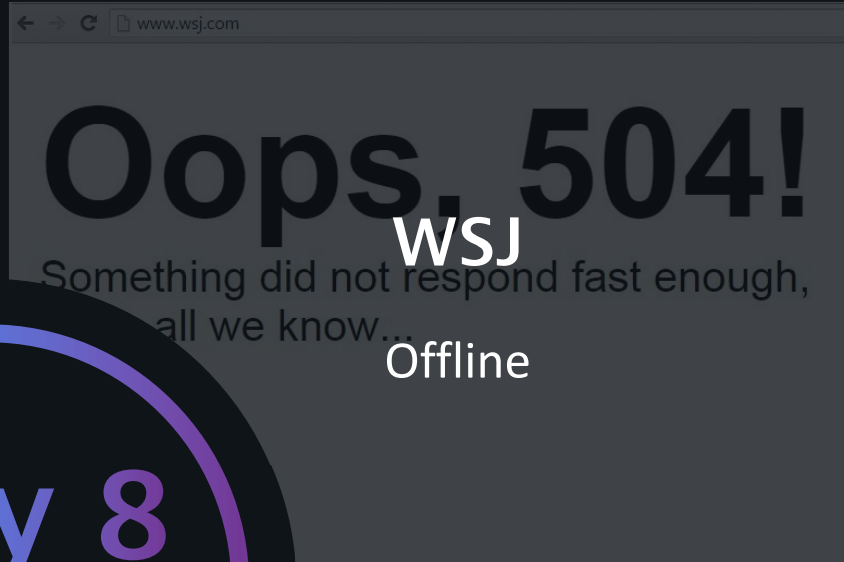 www.wsj.com
Oops, 504!
WSJ
Something did not respond fast enough,
all we know...
Offline
y 8